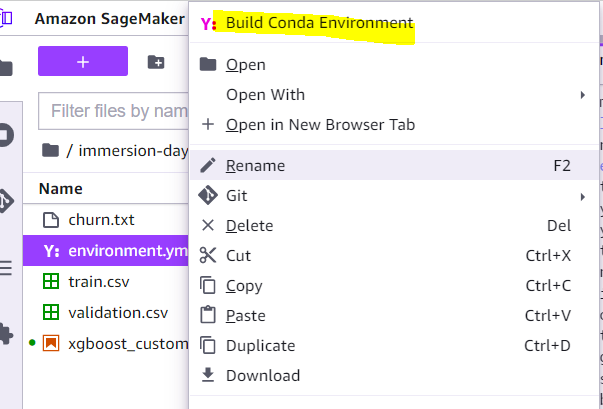 Amazon SageMaker
Filter files by nam
/ immersion-day
Name
churn.txt
Y: environment.ym
train.csv
validation.csv
xgboost_custom
Y: Build Conda Environment
Open
Open With
Open in New Browser Tab
Rename F2
Git
Delete Del
Cut Ctrl+X
Copy Ctrl+C
Paste Ctrl+V
Duplicate Ctrl+D
Download